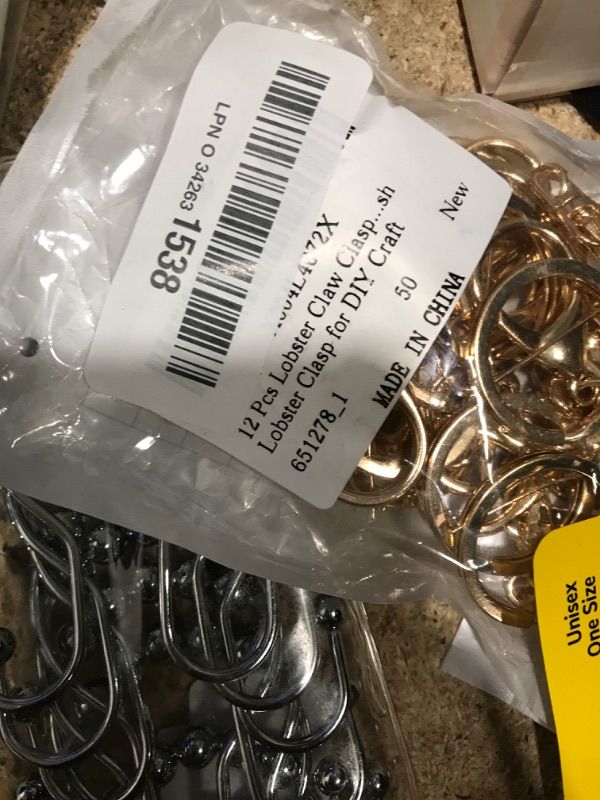 LPN O 34263 1538
12 Pcs Lobster Claw Clasp...sh
Lobster Clasp for DIY Craft
651278_1
50
New
MADE IN CHINA
Unisex
One Size